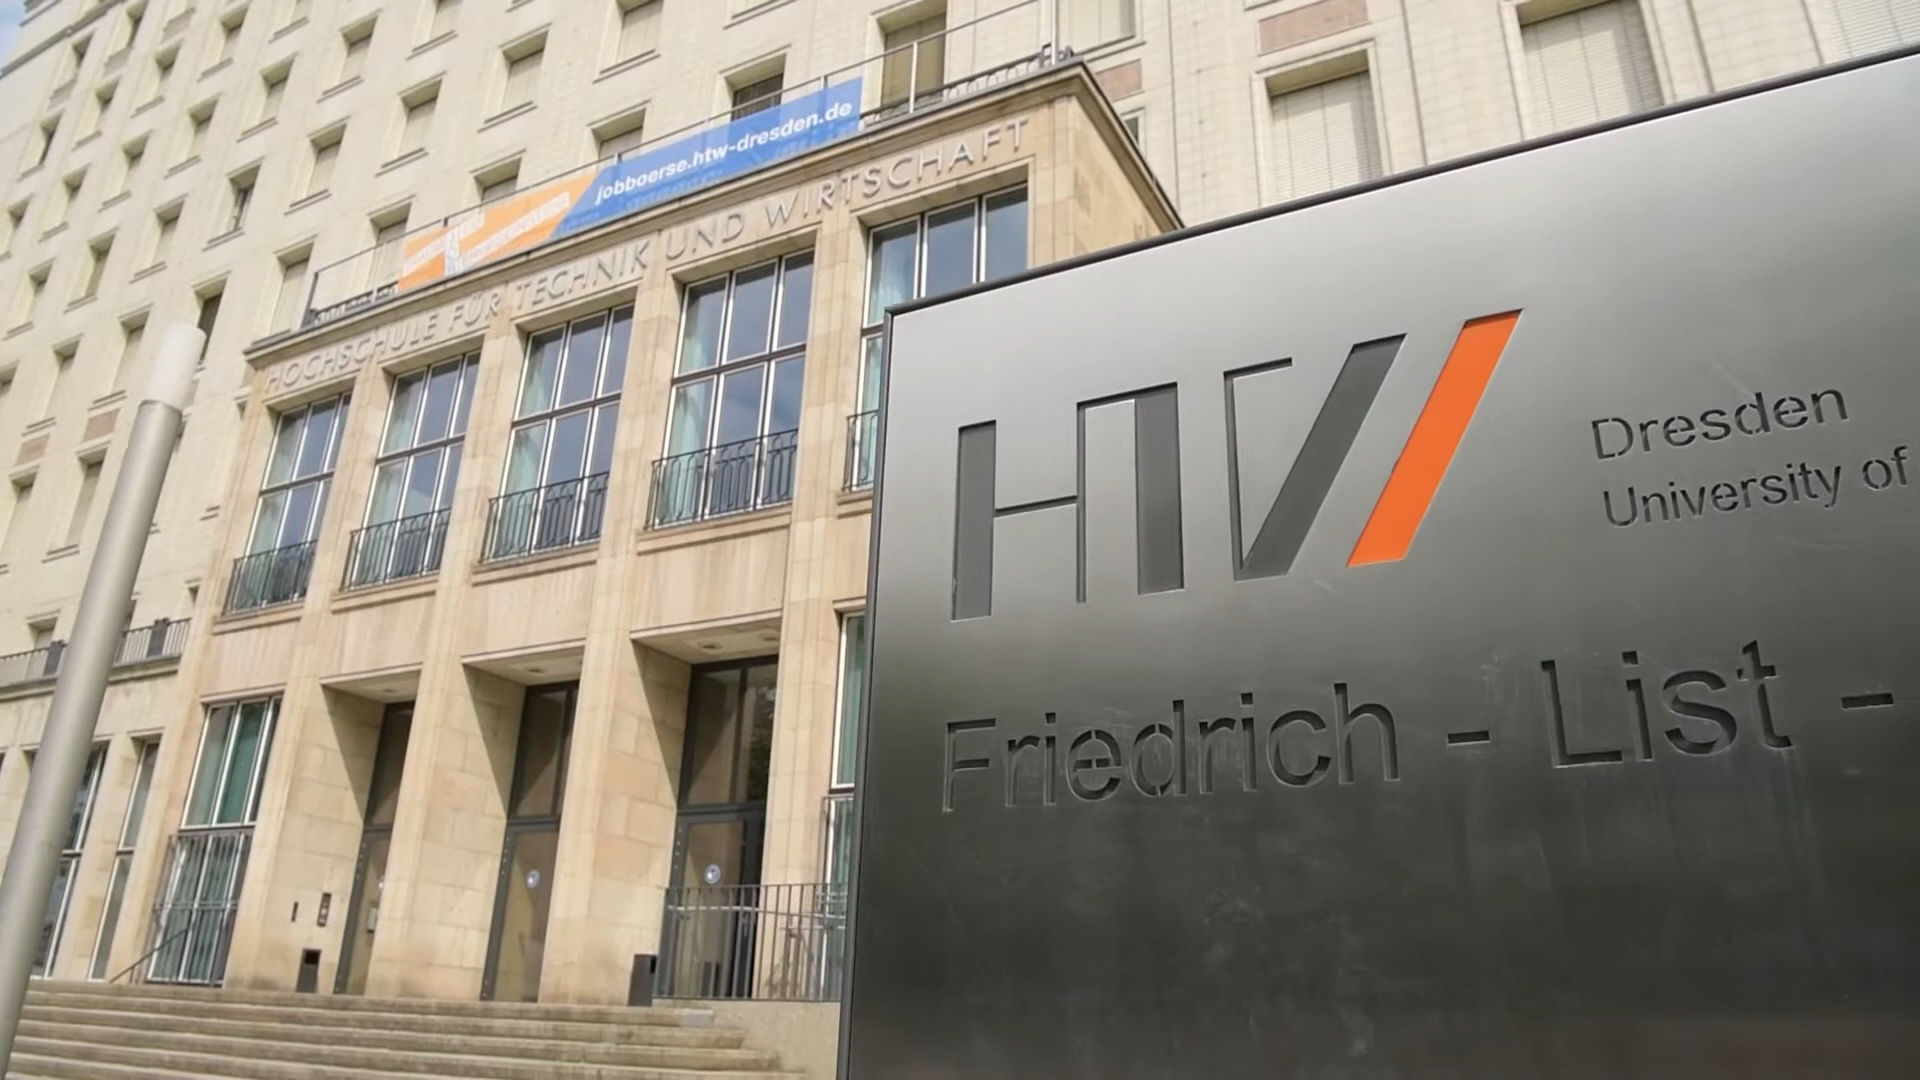 jobboerse.htw-dresden.de
HOCHSCHULE FÜR TECHNIK UND WIRTSCHAFT
HTW
Dresden
University of
Friedrich - List -